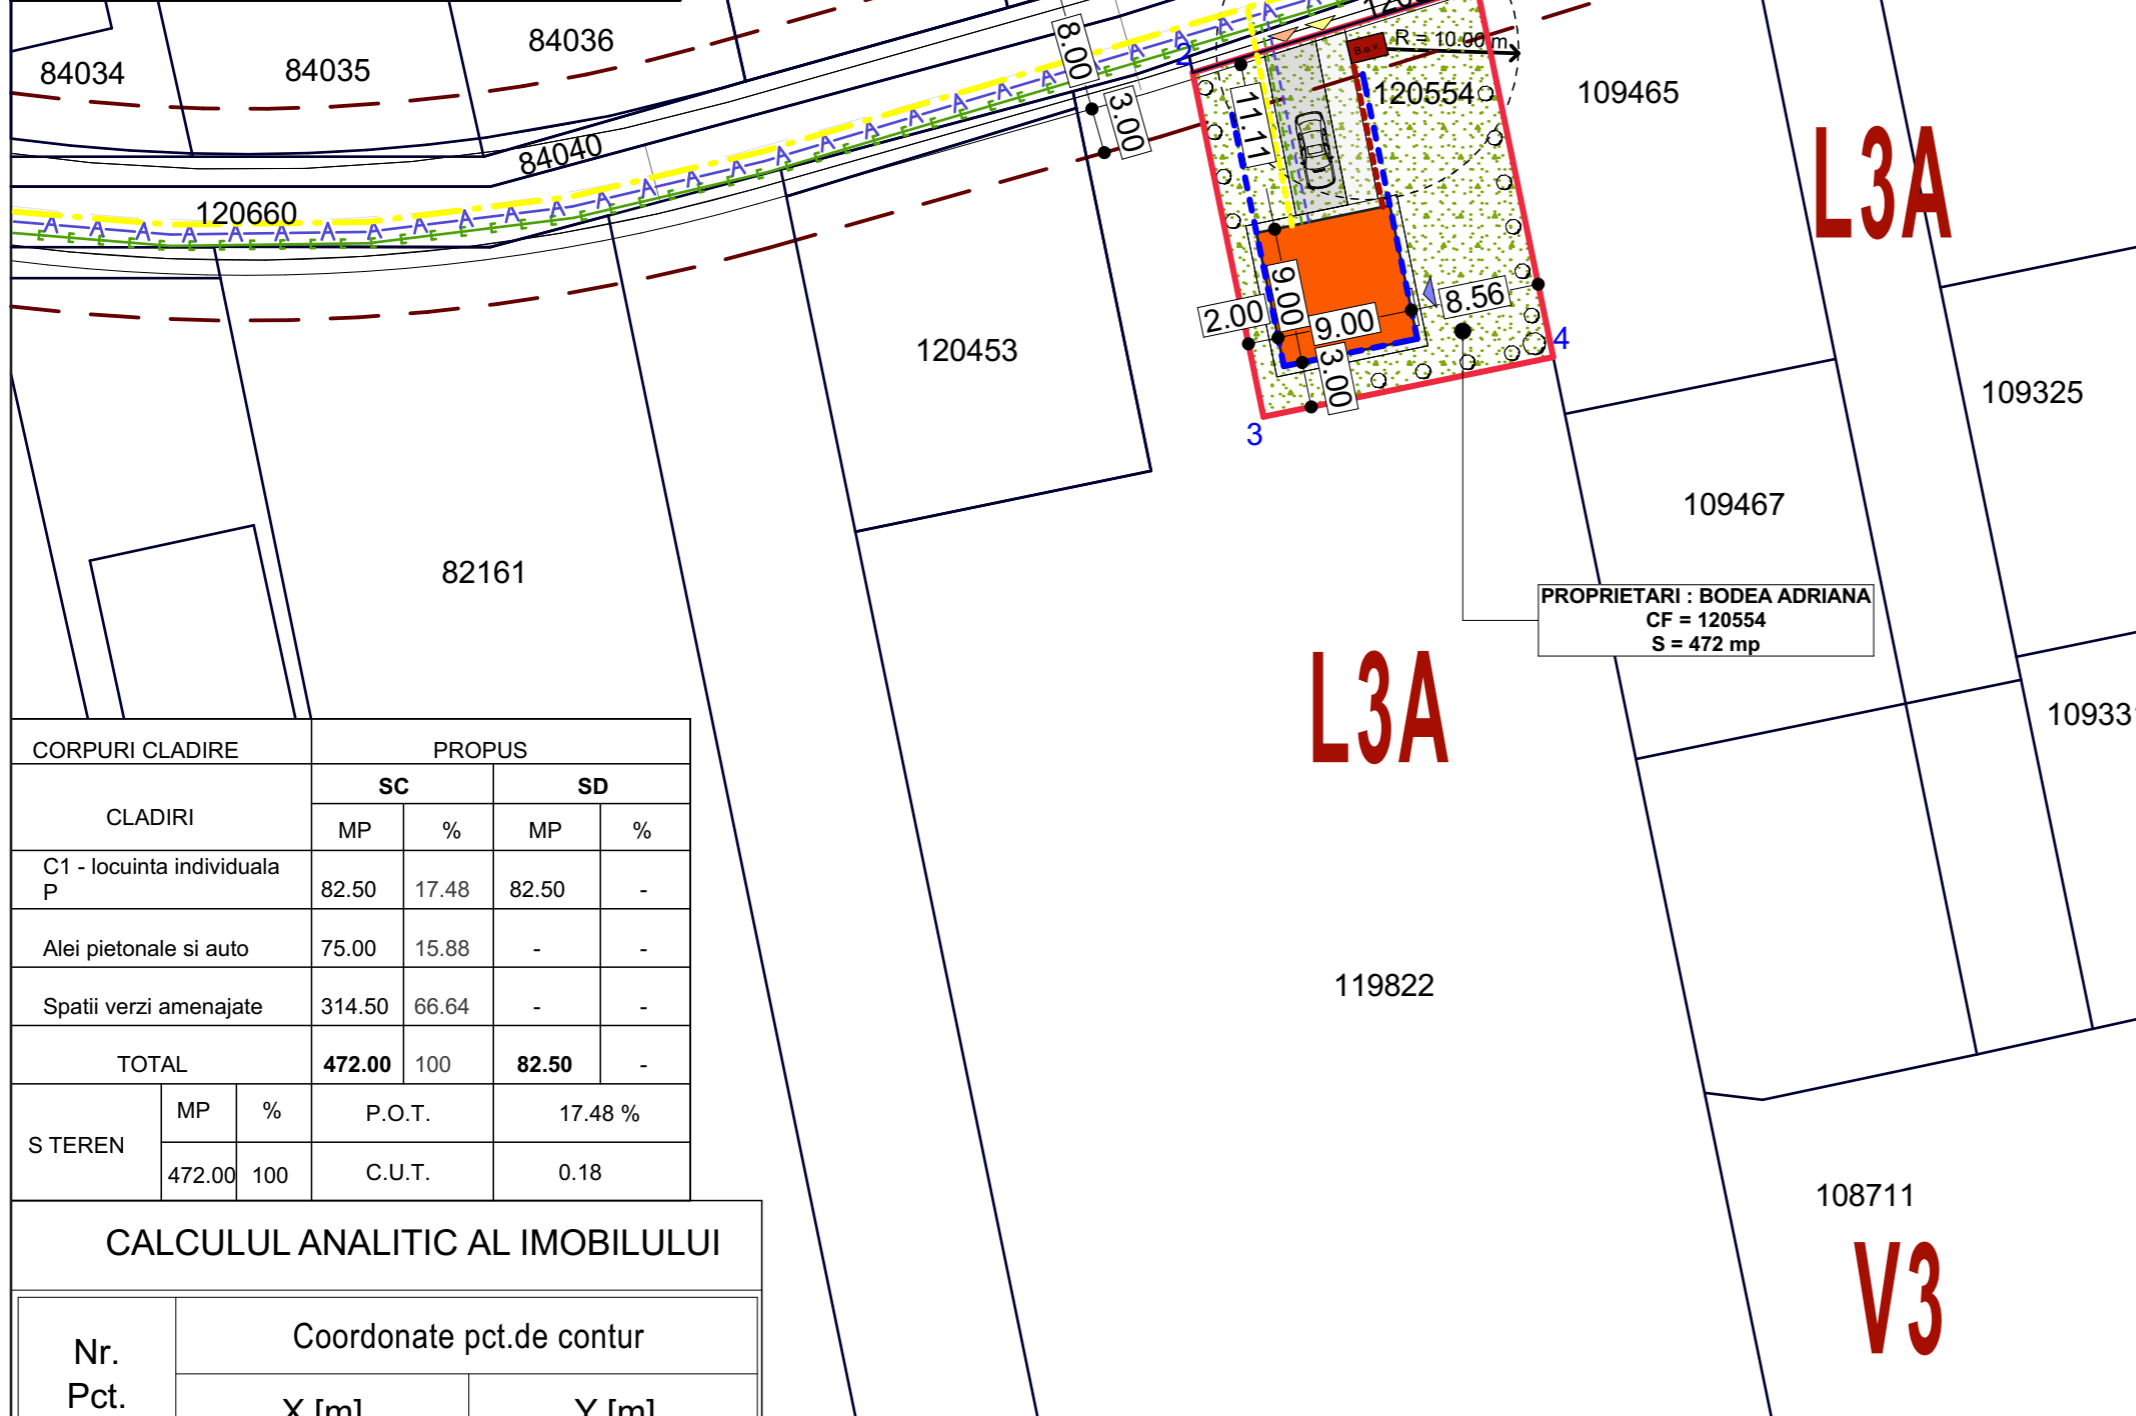 84034
84035
84036
84040
120660
8.00
3.00
2
11.11
B.e.v.
R = 10.00 m
120554
109465
L3A
2.00
9.00
9.00
8.56
3.00
3
4
120453
109325
82161
109467
PROPRIETARI : BODEA ADRIANA
CF = 120554
S = 472 mp
L3A
119822
108711
V3
CORPURI CLADIRE PROPUS
CLADIRI SC SD
MP % MP %
C1 - locuinta individuala
P 82.50 17.48 82.50 -
Alei pietonale si auto 75.00 15.88 - -
Spatii verzi amenajate 314.50 66.64 - -
TOTAL 472.00 100 82.50 -
S TEREN MP % P.O.T. 17.48 %
472.00 100 C.U.T. 0.18
CALCULUL ANALITIC AL IMOBILULUI
Nr.
Pct.
Coordonate pct.de contur
X [m] Y [m]